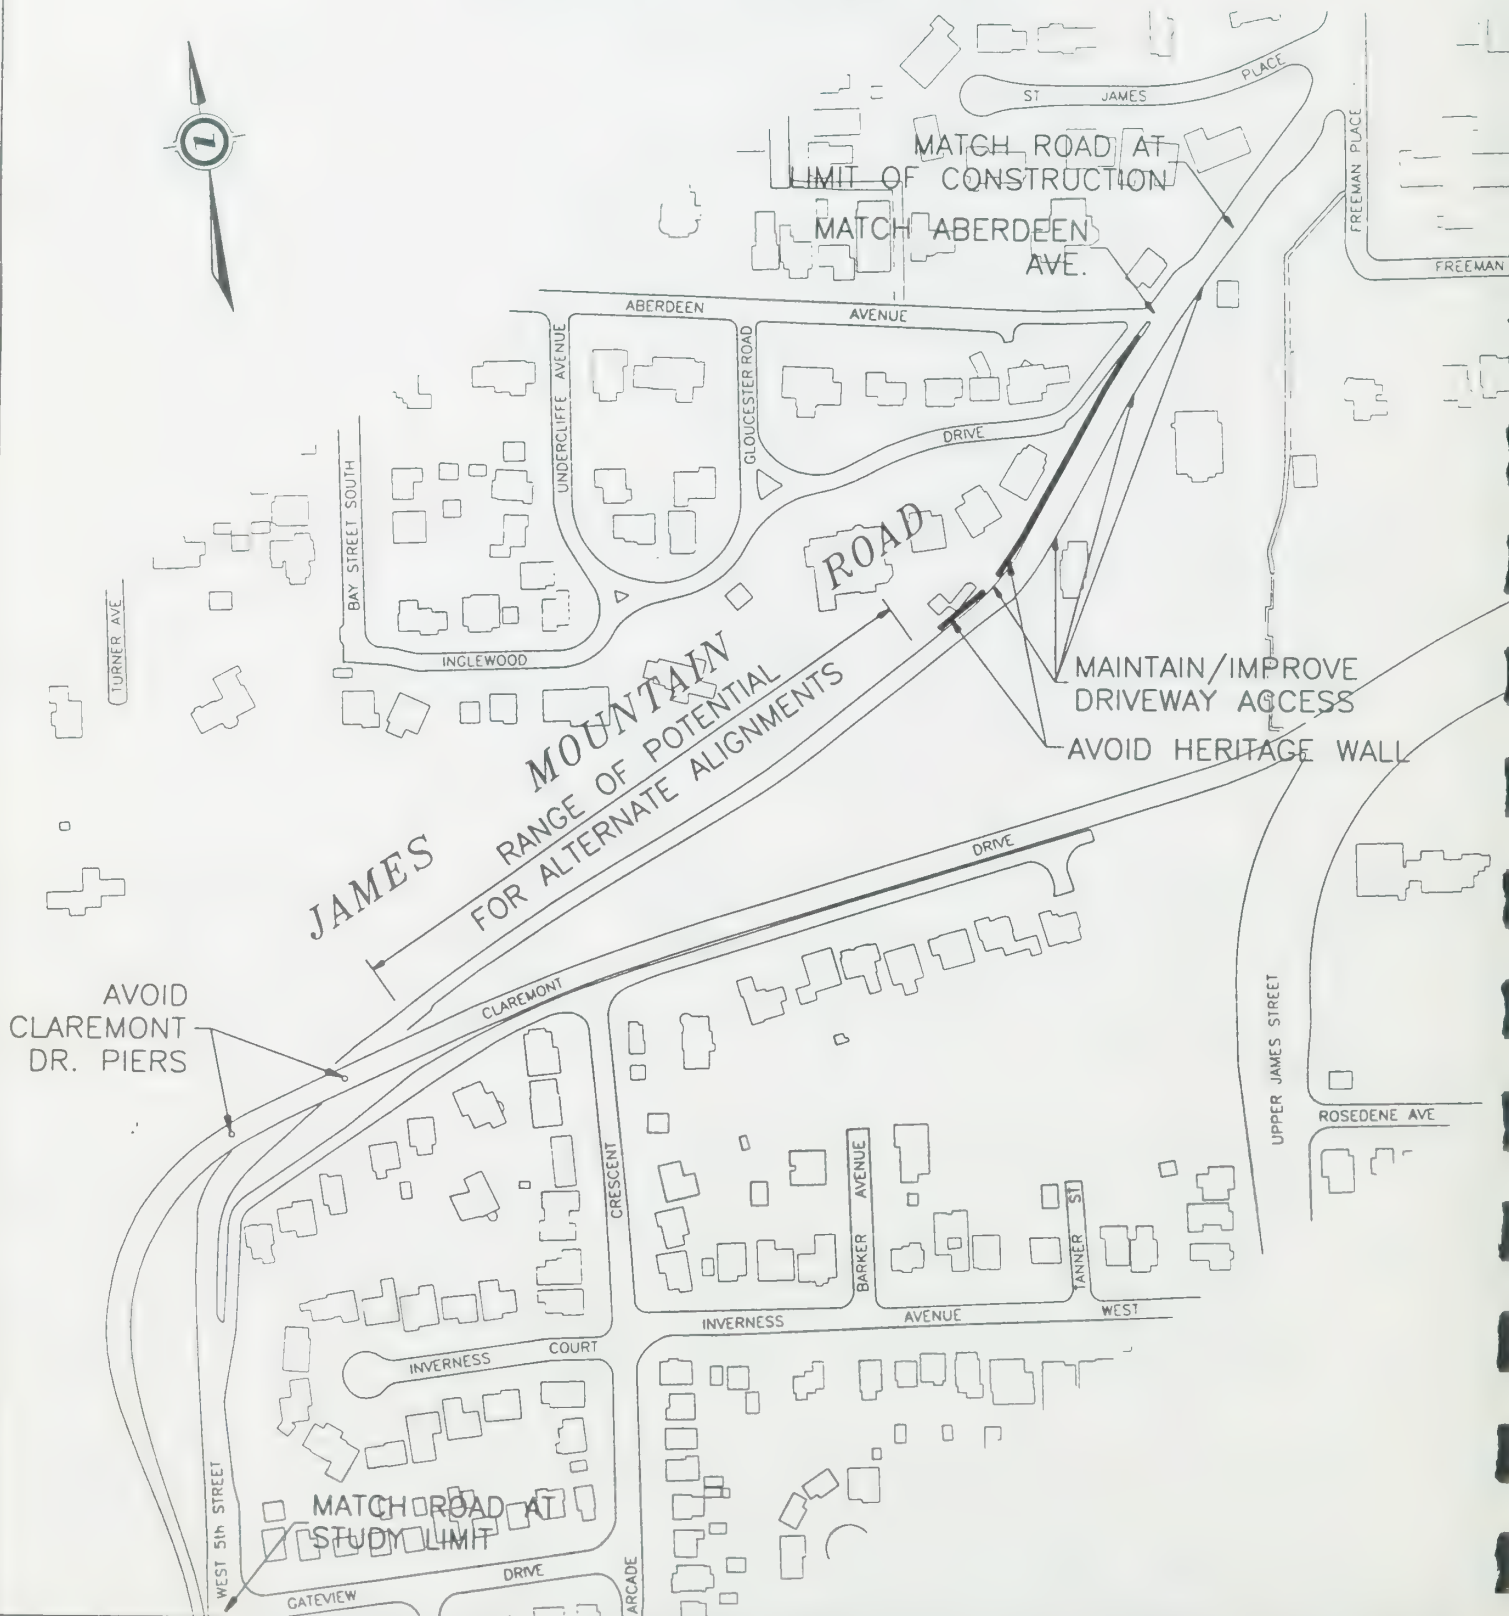 PLACE
ST JAMES
MATCH ROAD AT
LIMIT OF CONSTRUCTION
FREEMAN PLACE
MATCH ABERDEEN
AVE.
FREEMAN
ABERDEEN AVENUE
UNDERCLIFFE AVENUE
GLOUCESTER ROAD
DRIVE
BAY STREET SOUTH
TURNER AVE
INGLEWOOD
JAMES MOUNTAIN ROAD
RANGE OF POTENTIAL
FOR ALTERNATE ALIGNMENTS
MAINTAIN/IMPROVE
DRIVEWAY ACCESS
AVOID HERITAGE WALL
DRIVE
CLAREMONT
AVOID
CLAREMONT
DR. PIERS
UPPER JAMES STREET
ROSEDENE AVE
CRESCENT
BARKER AVENUE
TANNER ST
INVERNESS AVENUE WEST
INVERNESS COURT
MATCH ROAD AT
STUDY LIMIT
WEST 5th STREET
GATEVIEW DRIVE
ARCADE